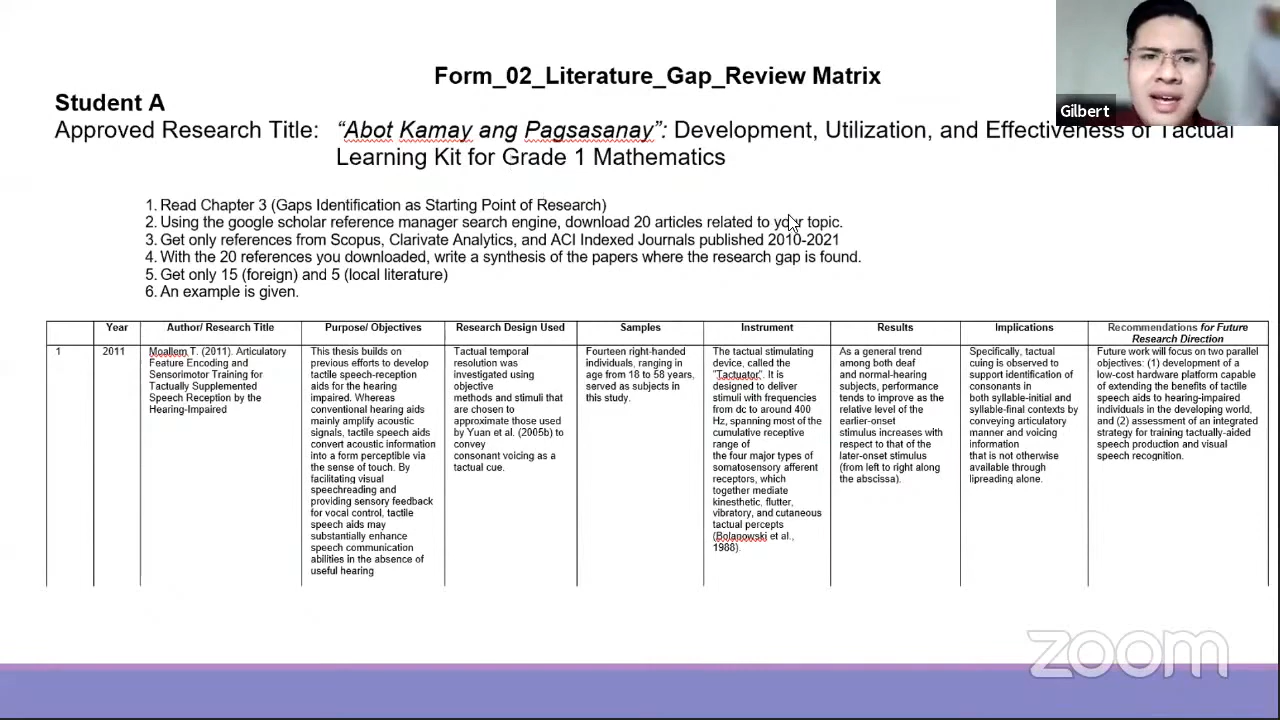 Form_02_Literature_Gap_Review Matrix
Gilbert
Student A
Approved Research Title: “Abot Kamay ang Pagsasanay”: Development, Utilization, and Effectiveness of Tactual
Learning Kit for Grade 1 Mathematics
1. Read Chapter 3 (Gaps Identification as Starting Point of Research)
2. Using the google scholar reference manager search engine, download 20 articles related to your topic.
3. Get only references from Scopus, Clarivate Analytics, and ACI Indexed Journals published 2010-2021
4. With the 20 references you downloaded, write a synthesis of the papers where the research gap is found.
5. Get only 15 (foreign) and 5 (local literature)
6. An example is given.
Year
Author/ Research Title
Purpose/ Objectives
Research Design Used
Samples
Instrument
Results
Implications
Recommendations for Future
Research Direction
1
2011
Moallem T. (2011). Articulatory
Feature Encoding and
Sensorimotor Training for
Tactually Supplemented
Speech Reception by the
Hearing-Impaired
This thesis builds on
previous efforts to develop
tactile speech-reception
aids for the hearing
impaired. Whereas
conventional hearing aids
mainly amplify acoustic
signals, tactile speech aids
convert acoustic information
into a form perceptible via
the sense of touch. By
facilitating visual
speechreading and
providing sensory feedback
for vocal control, tactile
speech aids may
substantially enhance
speech communication
abilities in the absence of
useful hearing
Tactual temporal
resolution was
investigated using
objective
methods and stimuli that
are chosen to
approximate those used
by Yuan et al. (2005b) to
convey
consonant voicing as a
tactual cue.
Fourteen right-handed
individuals, ranging in
age from 18 to 58 years,
served as subjects in
this study.
The tactual stimulating
device, called the
"Tactuator". It is
designed to deliver
stimuli with frequencies
from dc to around 400
Hz, spanning most of the
cumulative receptive
range of
the four major types of
somatosensory afferent
receptors, which
together mediate
kinesthetic, flutter,
vibratory, and cutaneous
tactual percepts
(Bolanowski et al.,
1988).
As a general trend
among both deaf
and normal-hearing
subjects, performance
tends to improve as the
relative level of the
earlier-onset
stimulus increases with
respect to that of the
later-onset stimulus
(from left to right along
the abscissa).
Specifically, tactual
cuing is observed to
support identification of
consonants in
both syllable-initial and
syllable-final contexts by
conveying articulatory
manner and voicing
information
that is not otherwise
available through
lipreading alone.
Future work will focus on two parallel
objectives: (1) development of a
low-cost hardware platform capable
of extending the benefits of tactile
speech aids to hearing-impaired
individuals in the developing world,
and (2) assessment of an integrated
strategy for training tactually-aided
speech production and visual
speech recognition.
zoom